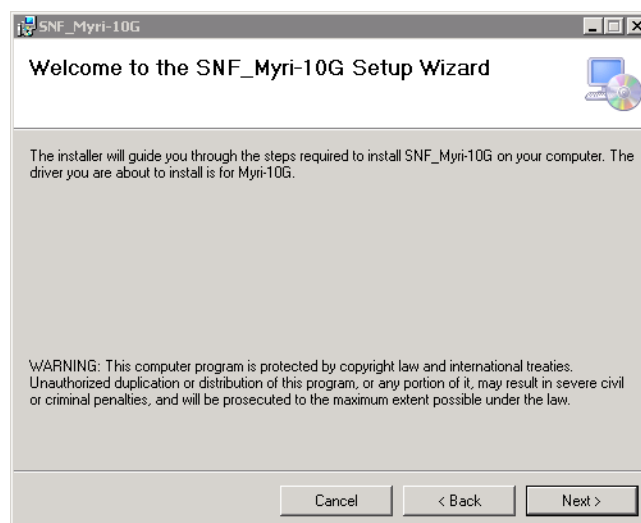 SNF_Myri-10G
Welcome to the SNF_Myri-10G Setup Wizard
The installer will guide you through the steps required to install SNF_Myri-10G on your computer. The
driver you are about to install is for Myri-10G.
WARNING: This computer program is protected by copyright law and international treaties.
Unauthorized duplication or distribution of this program, or any portion of it, may result in severe civil
or criminal penalties, and will be prosecuted to the maximum extent possible under the law.
Cancel
< Back
Next >